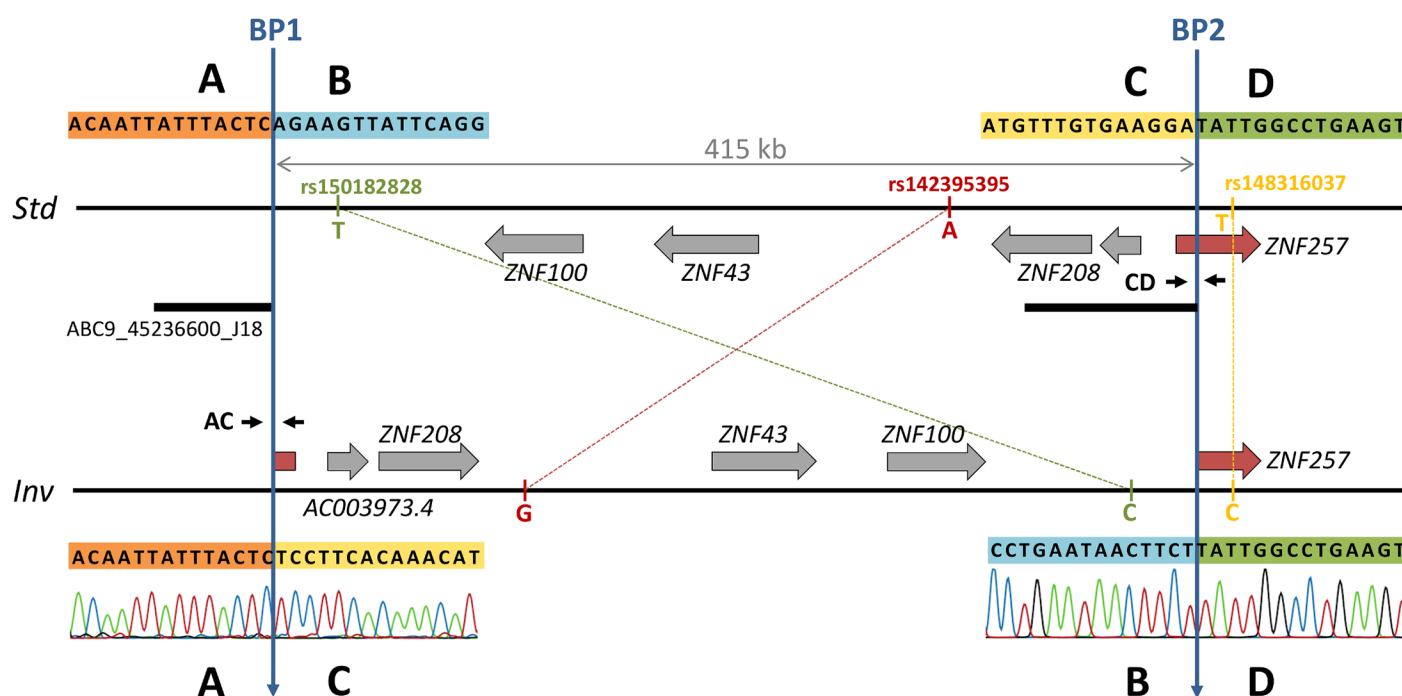 BP1 BP2
A B C D
ACAATTATTTACTCAGAAGTTATTCAGG ATGTTTGTGAAGGATATTGGCCTGAAGT
415 kb
rs150182828 rs142395395 rs148316037
Std
T A T
ZNF100 ZNF43 ZNF208 ZNF257
CD
ABC9_45236600_J18
AC
ZNF208 ZNF43 ZNF100
ZNF257
Inv
AC003973.4 G C C
ACAATTATTTACTCTCCTTCACAAACAT CCTGAATAACTTCTTATTGGCCTGAAGT
A C B D